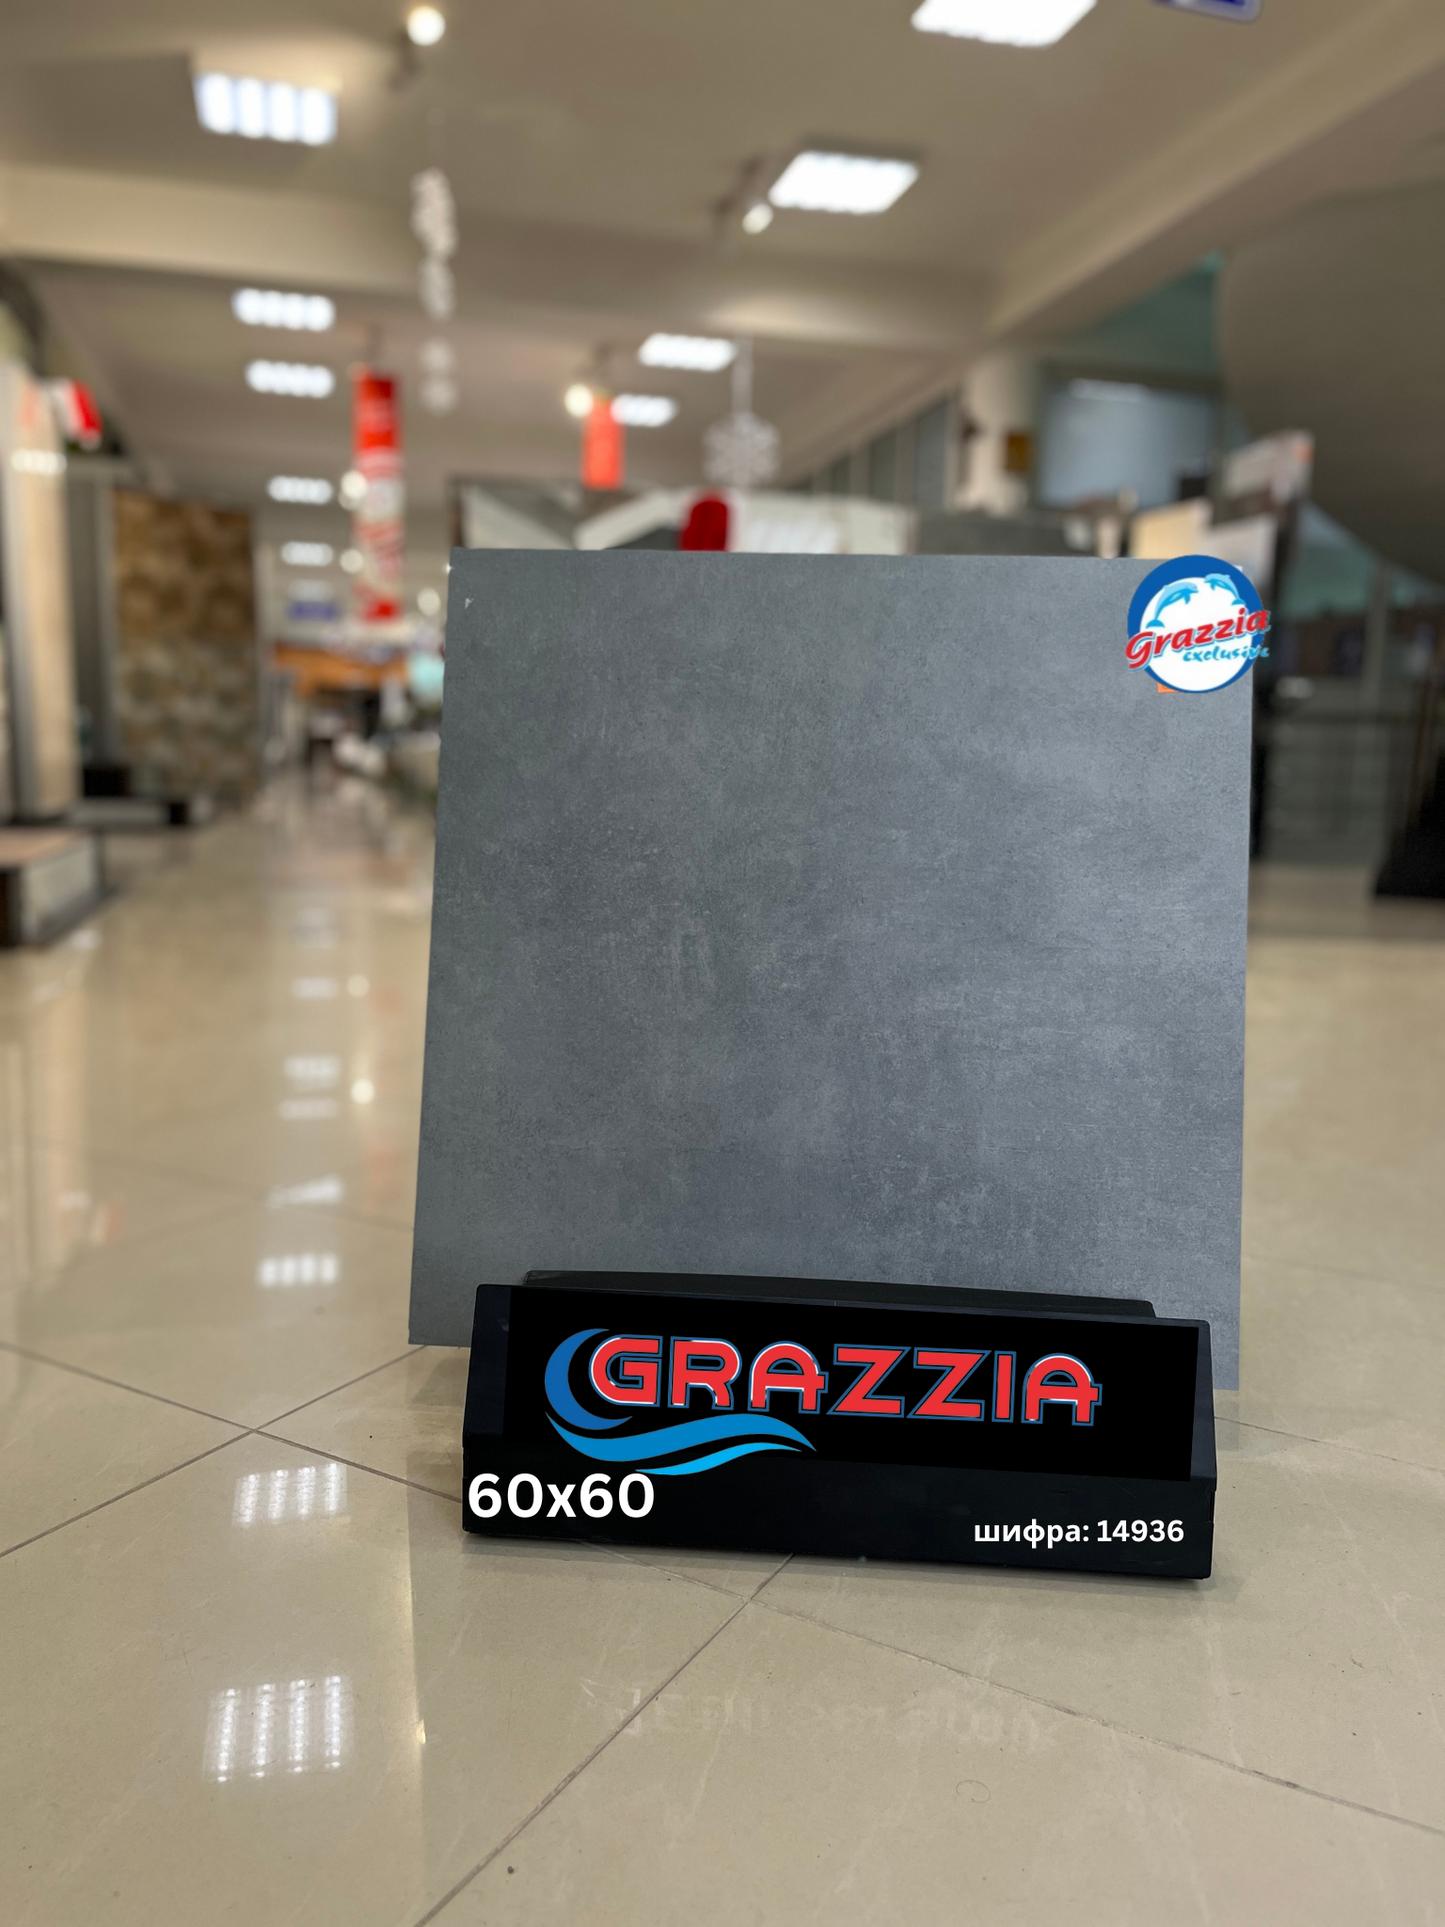 Grazzia
exclusive
GRAZZIA
60x60
шифра: 14936